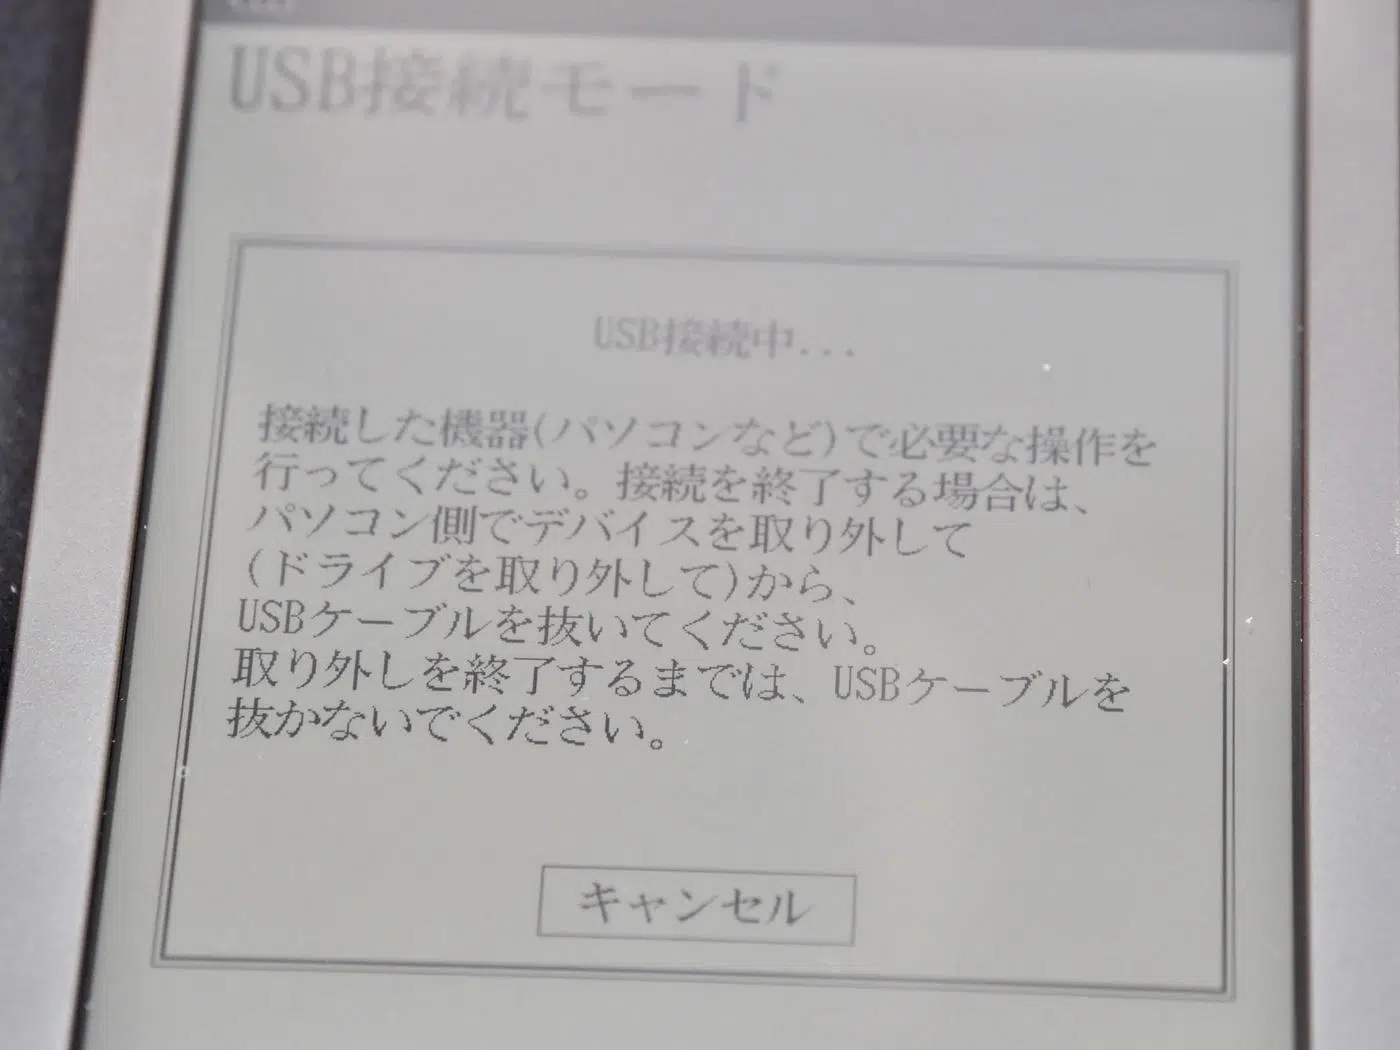 USB接続モード
USB接続中...
接続した機器(パソコンなど)で必要な操作を
行ってください。接続を終了する場合は、
パソコン側でデバイスを取り外して
(ドライブを取り外して)から、
USBケーブルを抜いてください。
取り外しを終了するまでは、USBケーブルを
抜かないでください。
キャンセル